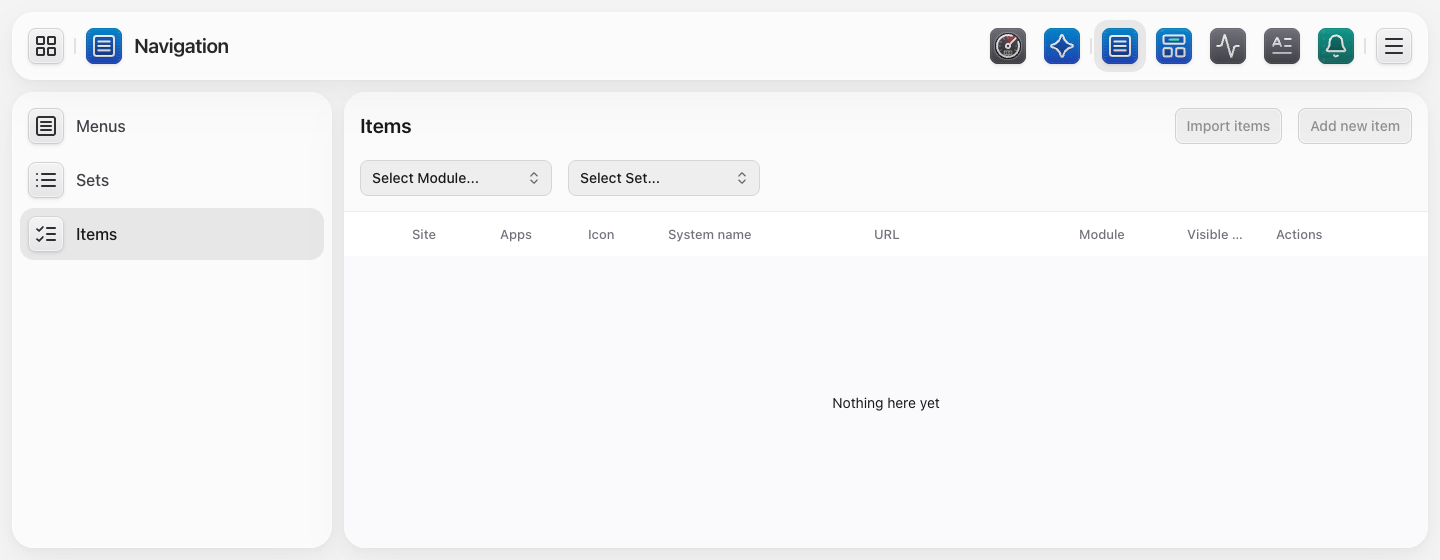 Navigation
Menus
Sets
Items
Items
Import items
Add new item
Select Module...
Select Set...
Site
Apps
Icon
System name
URL
Module
Visible ...
Actions
Nothing here yet